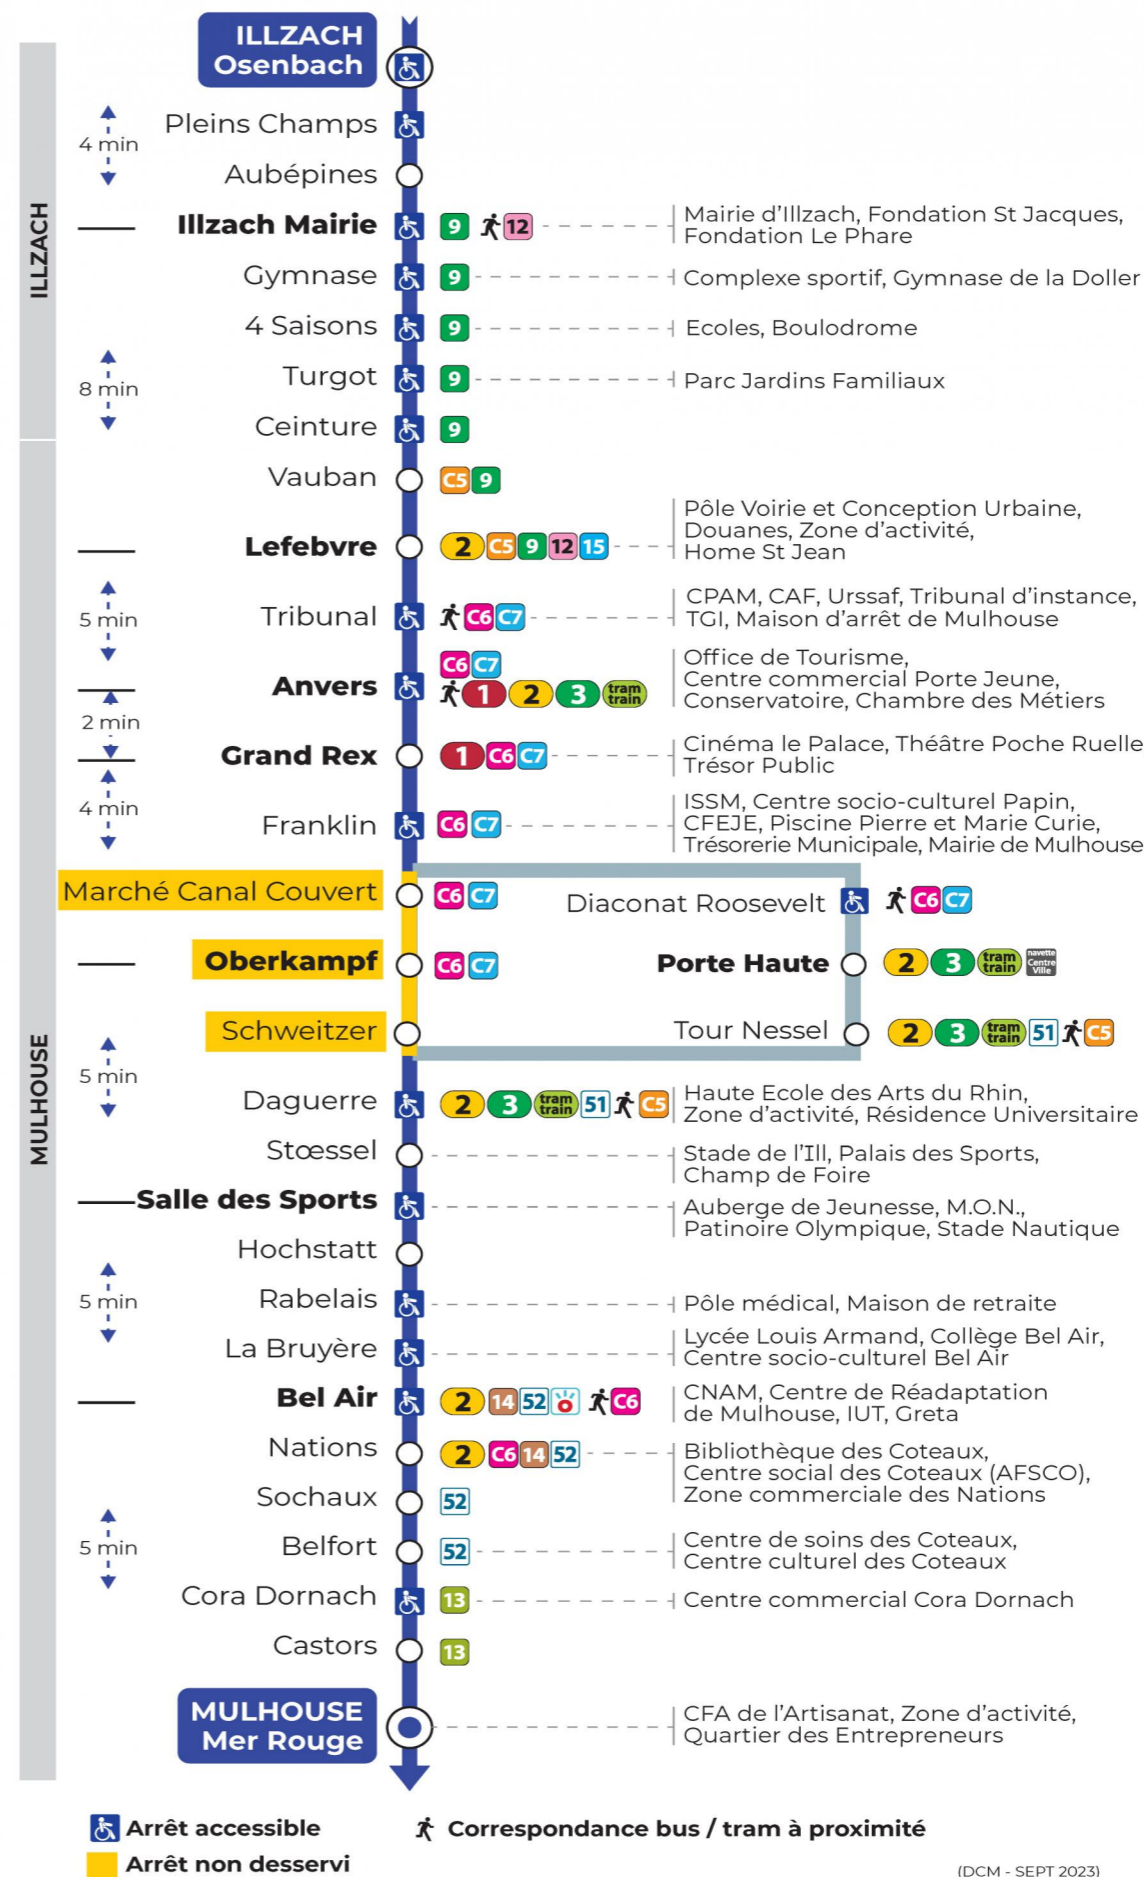 ILLZACH
Osenbach
Pleins Champs
4 min
Aubépines
ILLZACH
Illzach Mairie 9 12
Mairie d'Illzach, Fondation St Jacques,
Fondation Le Phare
Gymnase 9 Complexe sportif, Gymnase de la Doller
4 Saisons 9 Ecoles, Boulodrome
Turgot 9 Parc Jardins Familiaux
8 min
Ceinture 9
Vauban C5 9
Lefebvre 2 C5 9 12 15
Pôle Voirie et Conception Urbaine,
Douanes, Zone d'activité,
Home St Jean
5 min
Tribunal C6 C7
CPAM, CAF, Urssaf, Tribunal d'instance,
TGI, Maison d'arrêt de Mulhouse
C6 C7
Anvers 1 2 3 tram train
Office de Tourisme,
Centre commercial Porte Jeune,
Conservatoire, Chambre des Métiers
2 min
Grand Rex 1 C6 C7
Cinéma le Palace, Théâtre Poche Ruelle
Trésor Public
4 min
Franklin C6 C7
ISSM, Centre socio-culturel Papin,
CFEJE, Piscine Pierre et Marie Curie,
Trésorerie Municipale, Mairie de Mulhouse
Marché Canal Couvert C6 C7
Diaconat Roosevelt C6 C7
Oberkampf C6 C7
Porte Haute 2 3 tram train navette Centre Ville
Schweitzer
Tour Nessel 2 3 tram train 51 C5
MULHOUSE
5 min
Daguerre 2 3 tram train 51 C5
Haute Ecole des Arts du Rhin,
Zone d'activité, Résidence Universitaire
Stœssel
Stade de l'Ill, Palais des Sports,
Champ de Foire
Salle des Sports
Auberge de Jeunesse, M.O.N.,
Patinoire Olympique, Stade Nautique
Hochstatt
5 min
Rabelais Pôle médical, Maison de retraite
La Bruyère
Lycée Louis Armand, Collège Bel Air,
Centre socio-culturel Bel Air
Bel Air 2 14 52 C6
CNAM, Centre de Réadaptation
de Mulhouse, IUT, Greta
Nations 2 C6 14 52
Bibliothèque des Coteaux,
Centre social des Coteaux (AFSCO),
Zone commerciale des Nations
Sochaux 52
5 min
Belfort 52
Centre de soins des Coteaux,
Centre culturel des Coteaux
Cora Dornach 13 Centre commercial Cora Dornach
Castors 13
MULHOUSE
Mer Rouge
CFA de l'Artisanat, Zone d'activité,
Quartier des Entrepreneurs
Arrêt accessible
Correspondance bus / tram à proximité
Arrêt non desservi
(DCM - SEPT 2023)